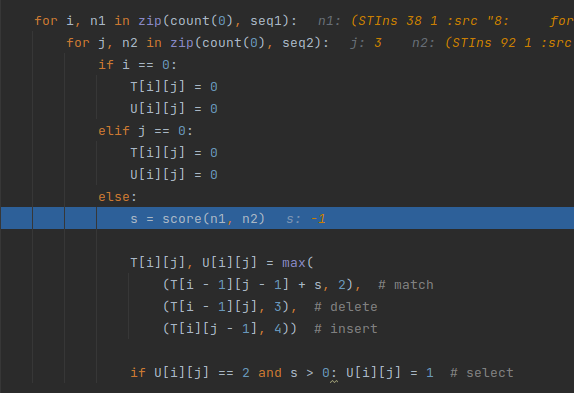 for i, n1 in zip(count(0), seq1):   n1: (STIns 38 1 :src "8:     for
    for j, n2 in zip(count(0), seq2):   j: 3    n2: (STIns 92 1 :src
        if i == 0:
            T[i][j] = 0
            U[i][j] = 0
        elif j == 0:
            T[i][j] = 0
            U[i][j] = 0
        else:
            s = score(n1, n2)   s: -1
            T[i][j], U[i][j] = max(
                (T[i - 1][j - 1] + s, 2),  # match
                (T[i - 1][j], 3),  # delete
                (T[i][j - 1], 4))  # insert
            if U[i][j] == 2 and s > 0: U[i][j] = 1  # select